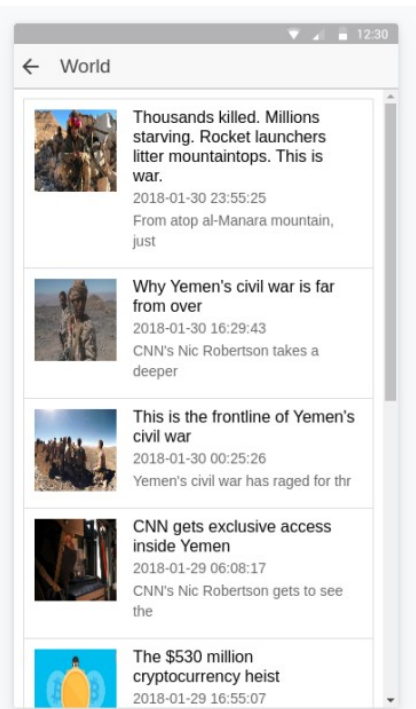 12:30
World
Thousands killed. Millions
starving. Rocket launchers
litter mountaintops. This is
war.
2018-01-30 23:55:25
From atop al-Manara mountain,
just
Why Yemen's civil war is far
from over
2018-01-30 16:29:43
CNN's Nic Robertson takes a
deeper
This is the frontline of Yemen's
civil war
2018-01-30 00:25:26
Yemen's civil war has raged for thr
CNN gets exclusive access
inside Yemen
2018-01-29 06:08:17
CNN's Nic Robertson gets to see
the
The $530 million
cryptocurrency heist
2018-01-29 16:55:07